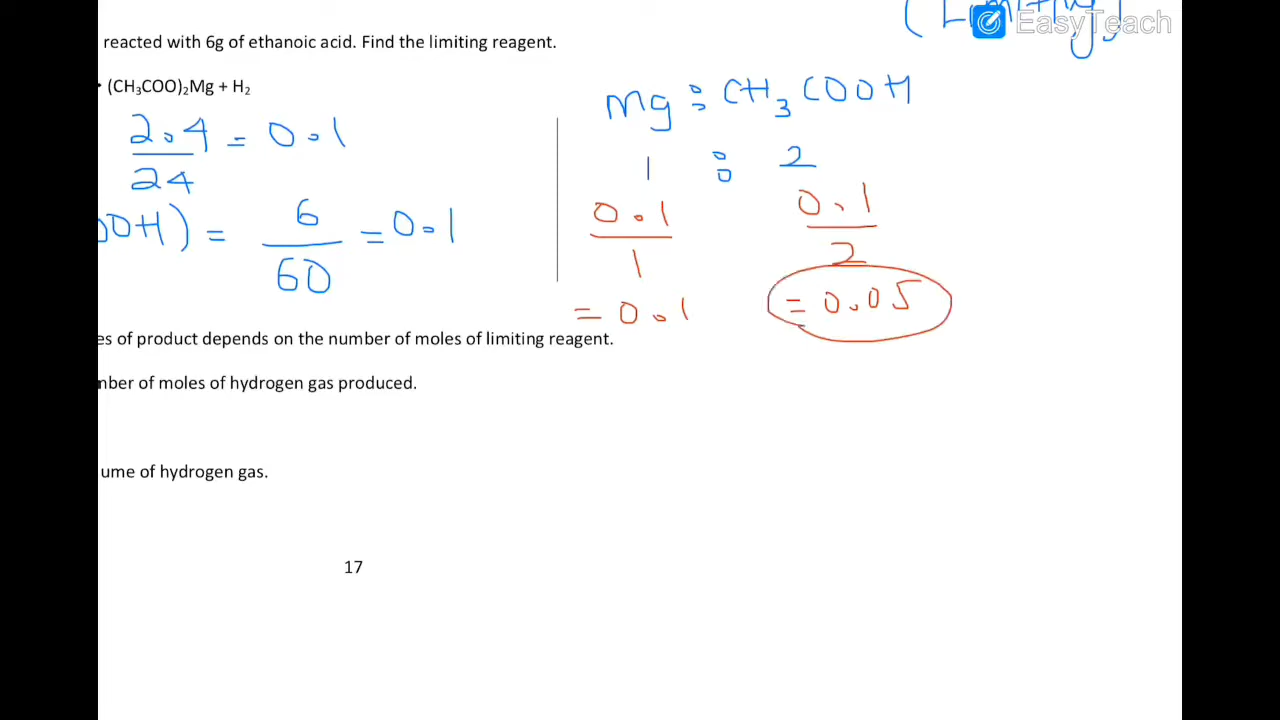 (Limiting)
EasyTeach
reacted with 6g of ethanoic acid. Find the limiting reagent.
(CH₃COO)₂Mg + H₂
Mg : CH₃COOH
2.4/24 = 0.1
1 : 2
OOH) = 6/60 = 0.1
0.1/1 0.1/2
= 0.1 = 0.05
es of product depends on the number of moles of limiting reagent.
mber of moles of hydrogen gas produced.
ume of hydrogen gas.
17